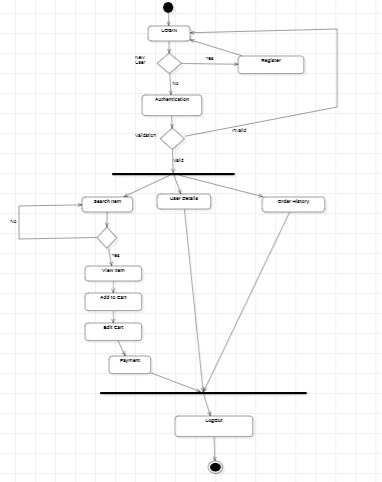 LOGIN
New
User
Yes
Register
No
Authentication
Validation
Invalid
Valid
Search Item
User Details
Order History
No
Yes
View Item
Add to Cart
Edit Cart
Payment
LogOut